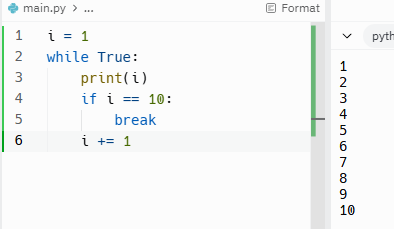 main.py > ...
Format
1 i = 1
2 while True:
3     print(i)
4     if i == 10:
5         break
6     i += 1
1
2
3
4
5
6
7
8
9
10